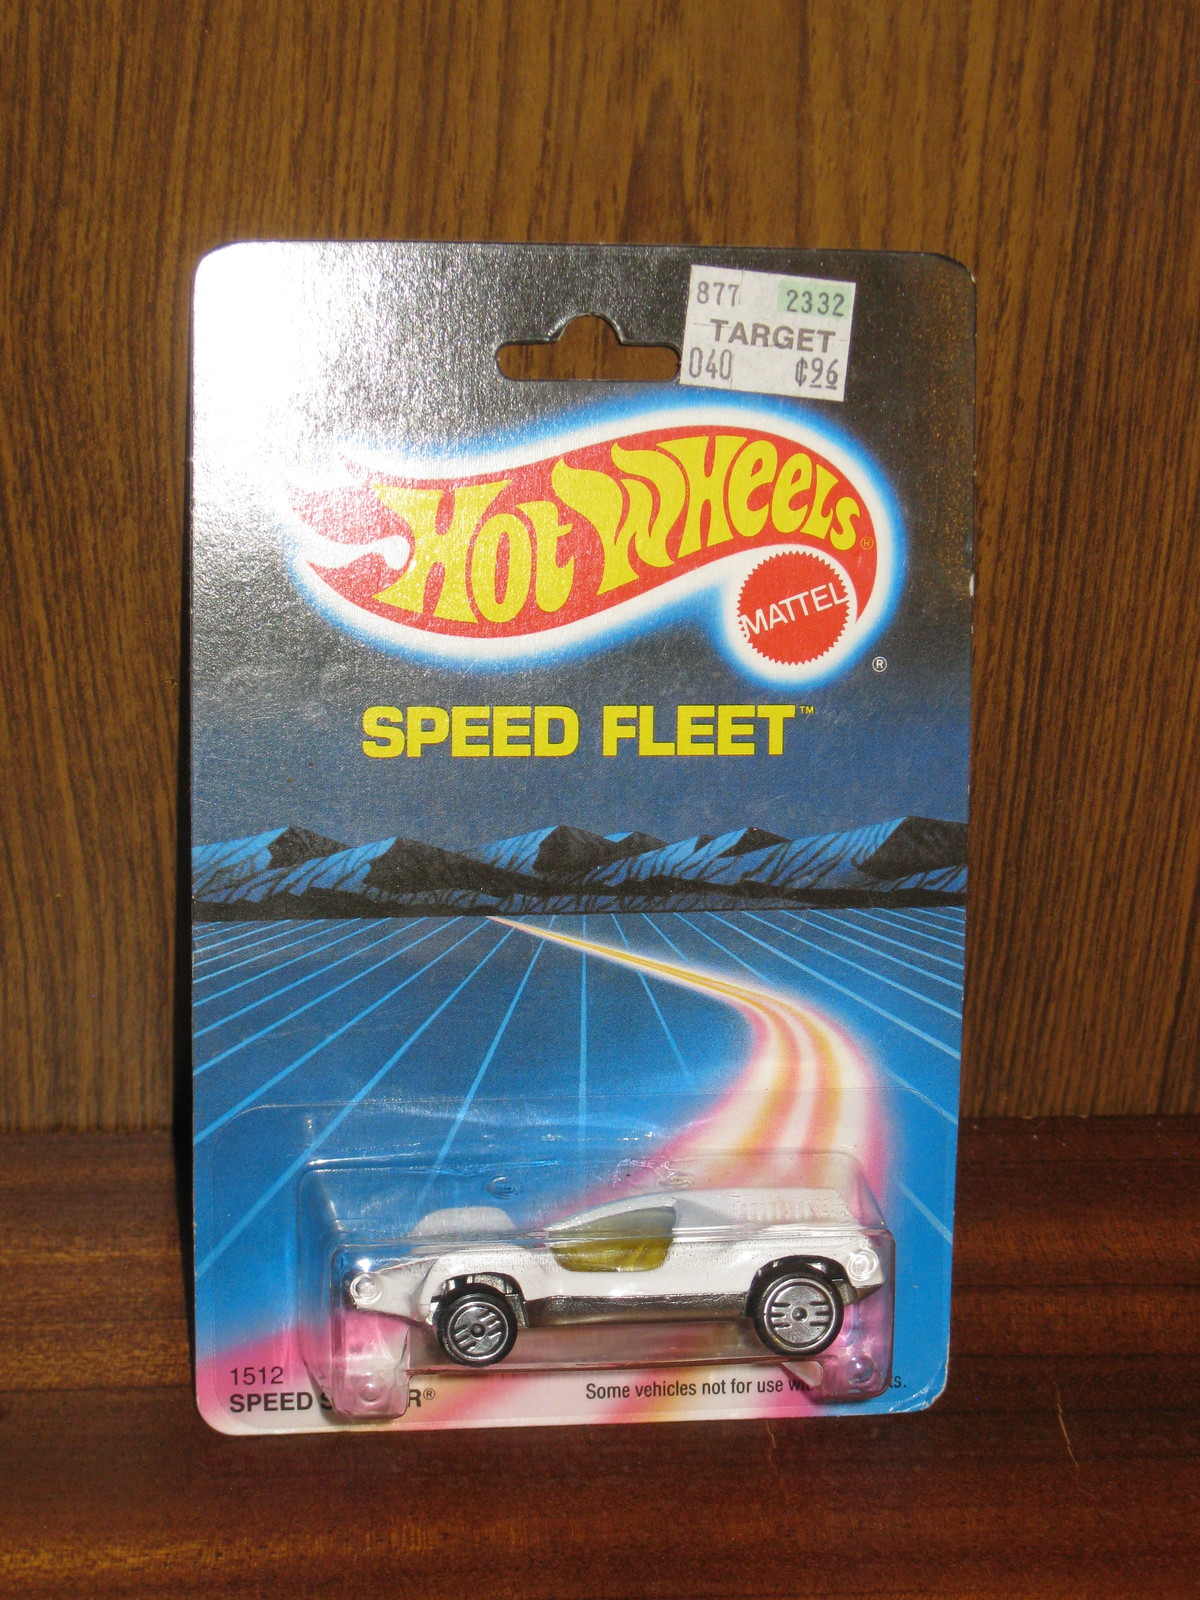 877 2332
TARGET
040 ¢96
HOT WHEELS®
MATTEL
®
SPEED FLEET™
1512
SPEED R®
Some vehicles not for use